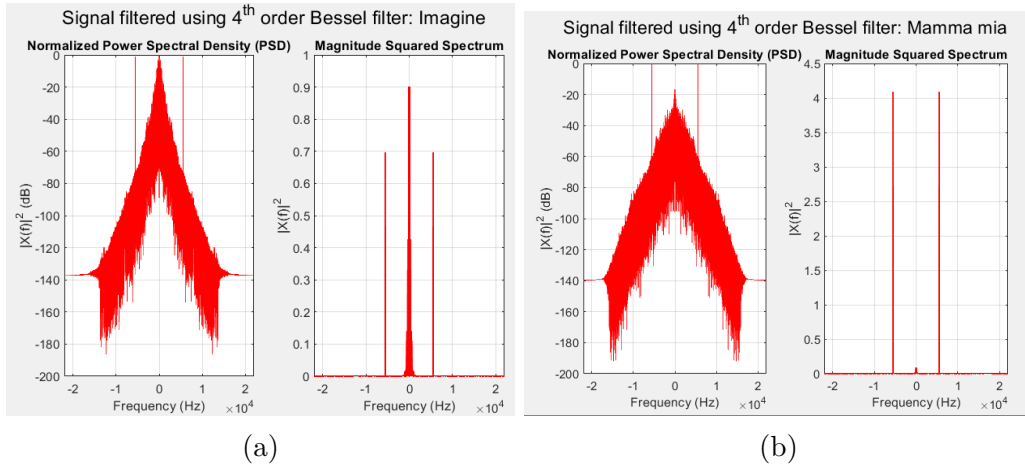 Signal filtered using 4th order Bessel filter: Imagine
Normalized Power Spectral Density (PSD)
|X(f)|2 (dB)
0
-20
-40
-60
-80
-100
-120
-140
-160
-180
-200
-2 -1 0 1 2
Frequency (Hz) ×104
Magnitude Squared Spectrum
|X(f)|2
1
0.9
0.8
0.7
0.6
0.5
0.4
0.3
0.2
0.1
0
-2 -1 0 1 2
Frequency (Hz) ×104
(a)
Signal filtered using 4th order Bessel filter: Mamma mia
Normalized Power Spectral Density (PSD)
|X(f)|2 (dB)
0
-20
-40
-60
-80
-100
-120
-140
-160
-180
-200
-2 -1 0 1 2
Frequency (Hz) ×104
Magnitude Squared Spectrum
|X(f)|2
4.5
4
3.5
3
2.5
2
1.5
1
0.5
0
-2 -1 0 1 2
Frequency (Hz) ×104
(b)